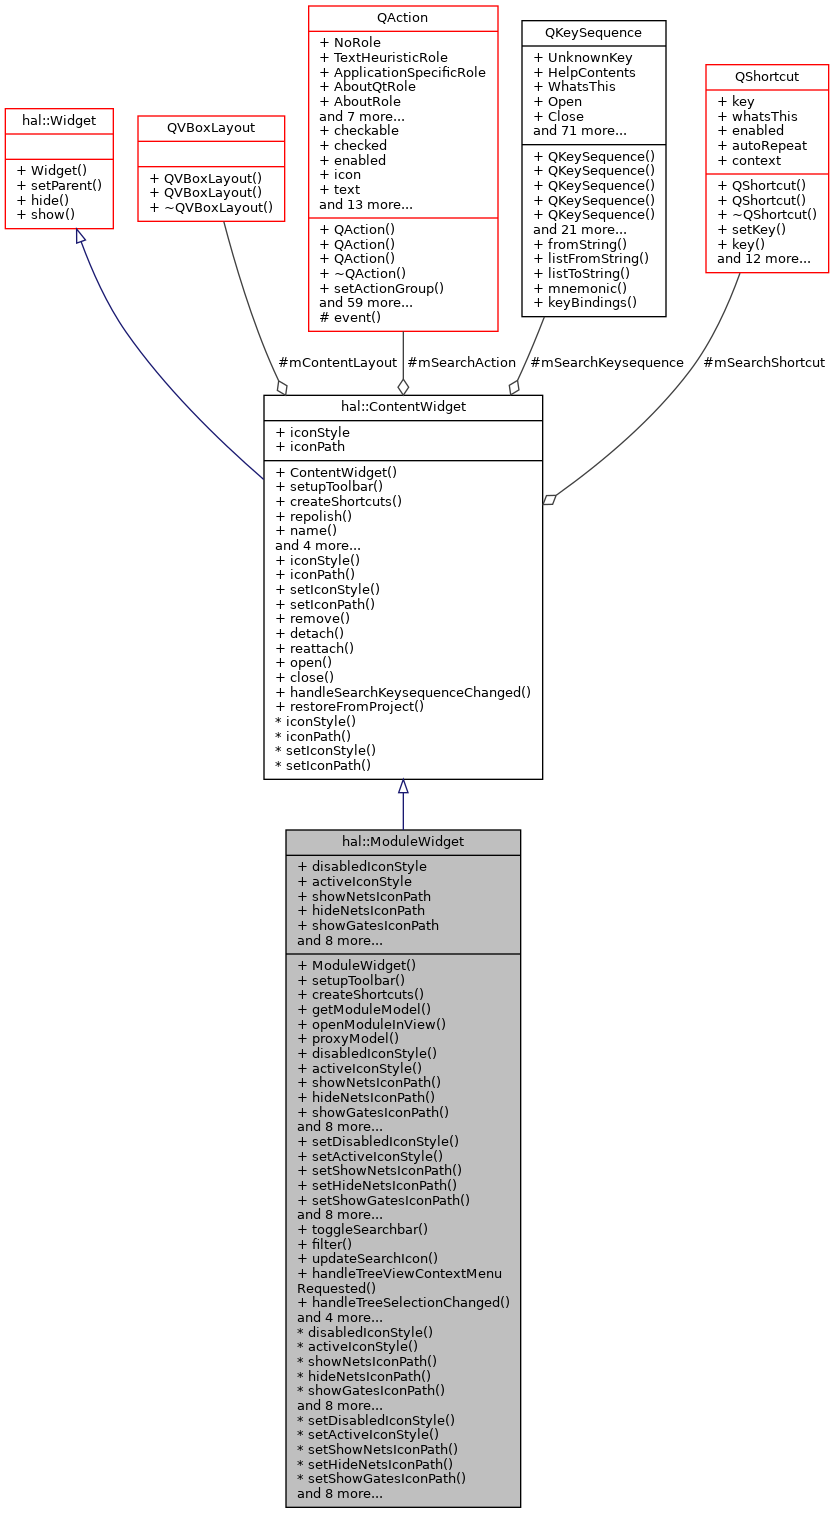 hal::Widget
+ Widget()
+ setParent()
+ hide()
+ show()
QVBoxLayout
+ QVBoxLayout()
+ QVBoxLayout()
+ ~QVBoxLayout()
QAction
+ NoRole
+ TextHeuristicRole
+ ApplicationSpecificRole
+ AboutQtRole
+ AboutRole
and 7 more...
+ checkable
+ checked
+ enabled
+ icon
+ text
and 13 more...
+ QAction()
+ QAction()
+ QAction()
+ ~QAction()
+ setActionGroup()
and 59 more...
# event()
QKeySequence
+ UnknownKey
+ HelpContents
+ WhatsThis
+ Open
+ Close
and 71 more...
+ QKeySequence()
+ QKeySequence()
+ QKeySequence()
+ QKeySequence()
+ QKeySequence()
and 21 more...
+ fromString()
+ listFromString()
+ listToString()
+ mnemonic()
+ keyBindings()
QShortcut
+ key
+ whatsThis
+ enabled
+ autoRepeat
+ context
+ QShortcut()
+ QShortcut()
+ ~QShortcut()
+ setKey()
+ key()
and 12 more...
#mContentLayout
#mSearchAction
#mSearchKeysequence
#mSearchShortcut
hal::ContentWidget
+ iconStyle
+ iconPath
+ ContentWidget()
+ setupToolbar()
+ createShortcuts()
+ repolish()
+ name()
and 4 more...
+ iconStyle()
+ iconPath()
+ setIconStyle()
+ setIconPath()
+ remove()
+ detach()
+ reattach()
+ open()
+ close()
+ handleSearchKeysequenceChanged()
+ restoreFromProject()
* iconStyle()
* iconPath()
* setIconStyle()
* setIconPath()
hal::ModuleWidget
+ disabledIconStyle
+ activeIconStyle
+ showNetsIconPath
+ hideNetsIconPath
+ showGatesIconPath
and 8 more...
+ ModuleWidget()
+ setupToolbar()
+ createShortcuts()
+ getModuleModel()
+ openModuleInView()
+ proxyModel()
+ disabledIconStyle()
+ activeIconStyle()
+ showNetsIconPath()
+ hideNetsIconPath()
+ showGatesIconPath()
and 8 more...
+ setDisabledIconStyle()
+ setActiveIconStyle()
+ setShowNetsIconPath()
+ setHideNetsIconPath()
+ setShowGatesIconPath()
and 8 more...
+ toggleSearchbar()
+ filter()
+ updateSearchIcon()
+ handleTreeViewContextMenu
Requested()
+ handleTreeSelectionChanged()
and 4 more...
* disabledIconStyle()
* activeIconStyle()
* showNetsIconPath()
* hideNetsIconPath()
* showGatesIconPath()
and 8 more...
* setDisabledIconStyle()
* setActiveIconStyle()
* setShowNetsIconPath()
* setHideNetsIconPath()
* setShowGatesIconPath()
and 8 more...